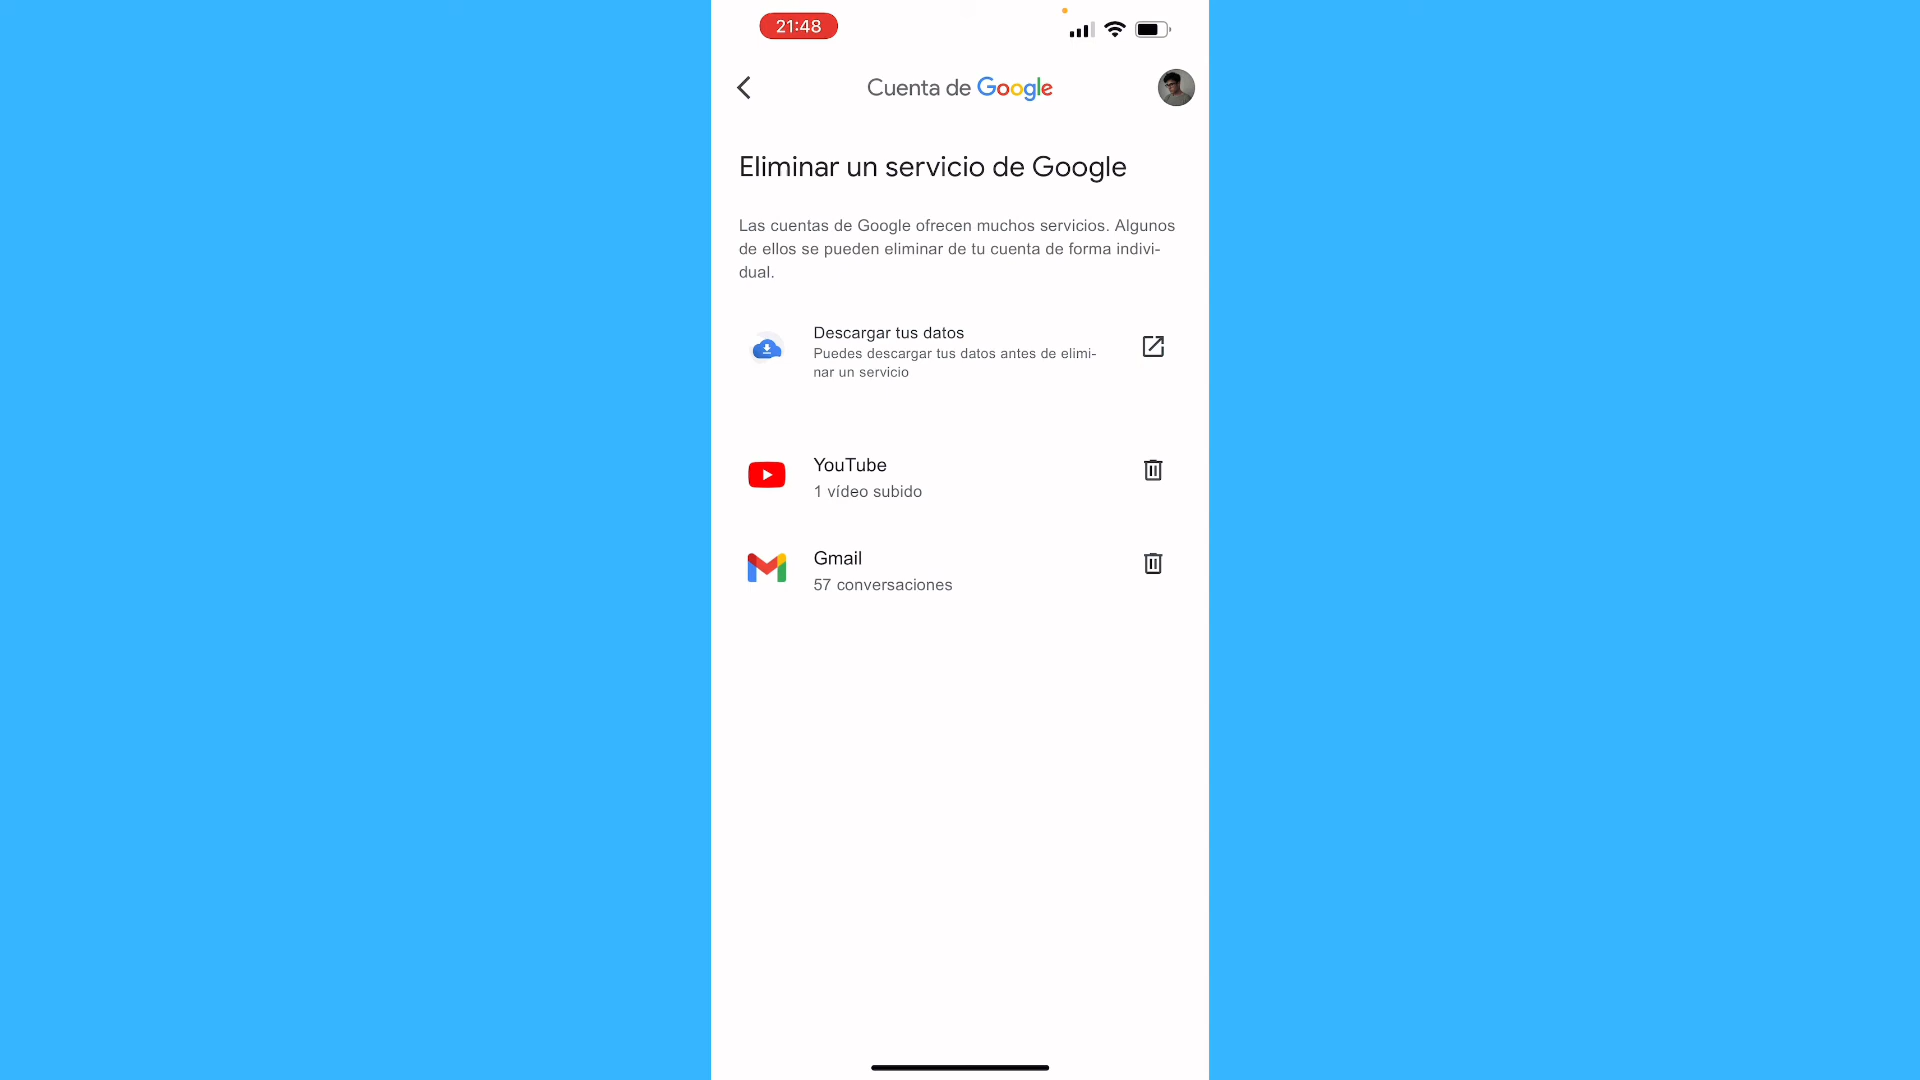 21:48
Cuenta de Google
Eliminar un servicio de Google
Las cuentas de Google ofrecen muchos servicios. Algunos
de ellos se pueden eliminar de tu cuenta de forma indivi-
dual.
Descargar tus datos
Puedes descargar tus datos antes de elimi-
nar un servicio
YouTube
1 vídeo subido
Gmail
57 conversaciones